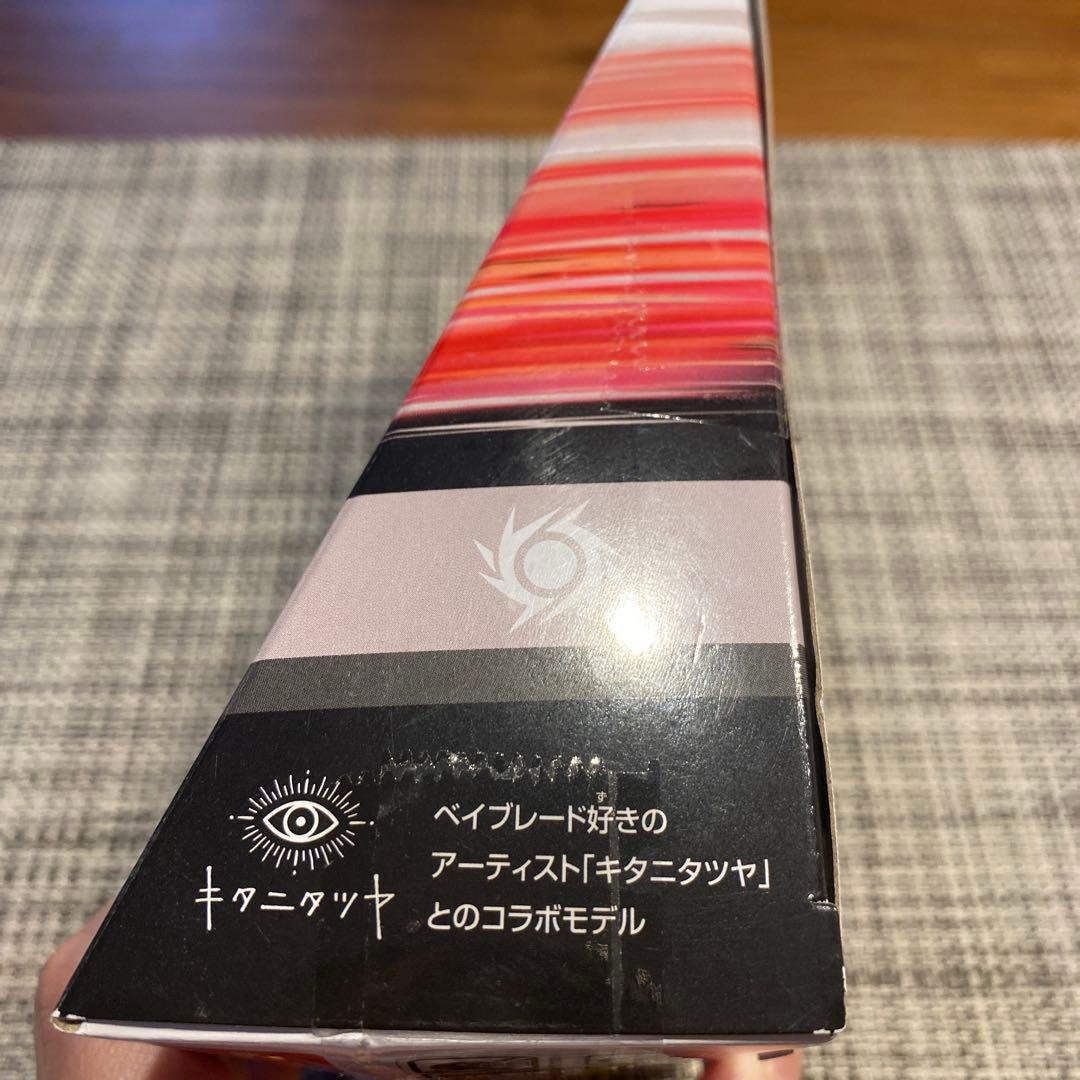 キタニタツヤ
ず
ベイブレード好きの
アーティスト「キタニタツヤ」
とのコラボモデル